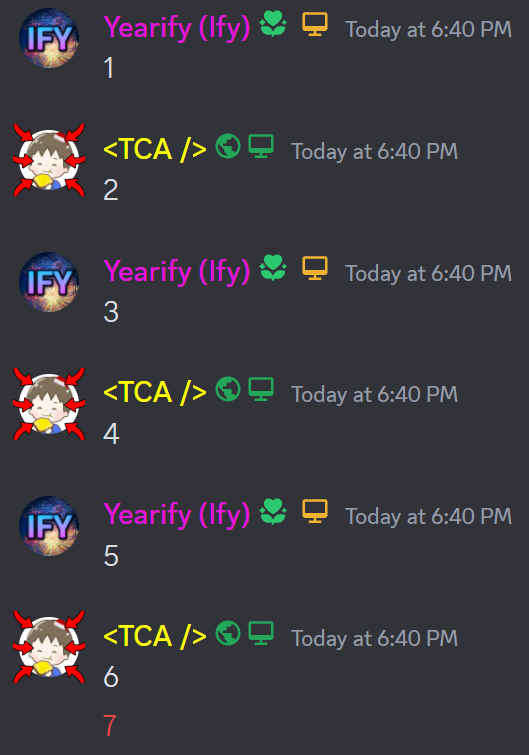 IFY
Yearify (Ify) Today at 6:40 PM
1
<TCA /> Today at 6:40 PM
2
IFY
Yearify (Ify) Today at 6:40 PM
3
<TCA /> Today at 6:40 PM
4
IFY
Yearify (Ify) Today at 6:40 PM
5
<TCA /> Today at 6:40 PM
6
7